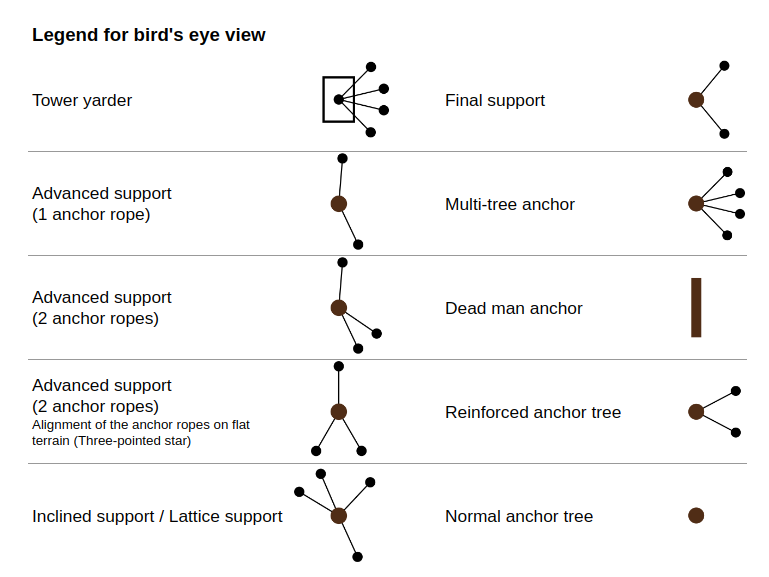 Legend for bird's eye view
Tower yarder
Final support
Advanced support
(1 anchor rope)
Multi-tree anchor
Advanced support
(2 anchor ropes)
Dead man anchor
Advanced support
(2 anchor ropes)
Alignment of the anchor ropes on flat
terrain (Three-pointed star)
Reinforced anchor tree
Inclined support / Lattice support
Normal anchor tree